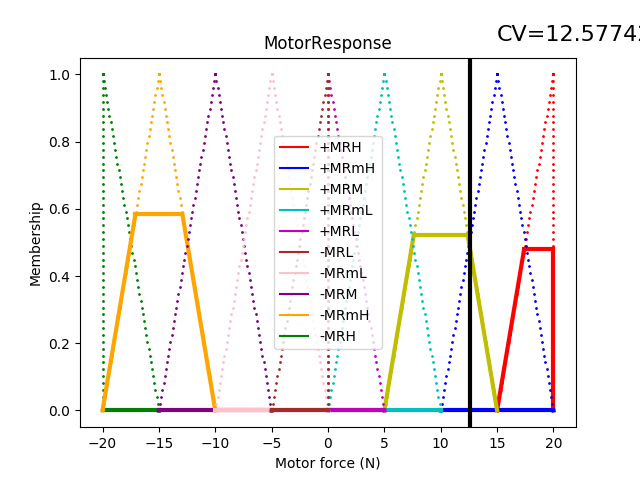 CV=12.5774
MotorResponse
Membership
1.0
0.8
0.6
0.4
0.2
0.0
+MRH
+MRmH
+MRM
+MRmL
+MRL
-MRL
-MRmL
-MRM
-MRmH
-MRH
−20 −15 −10 −5 0 5 10 15 20
Motor force (N)